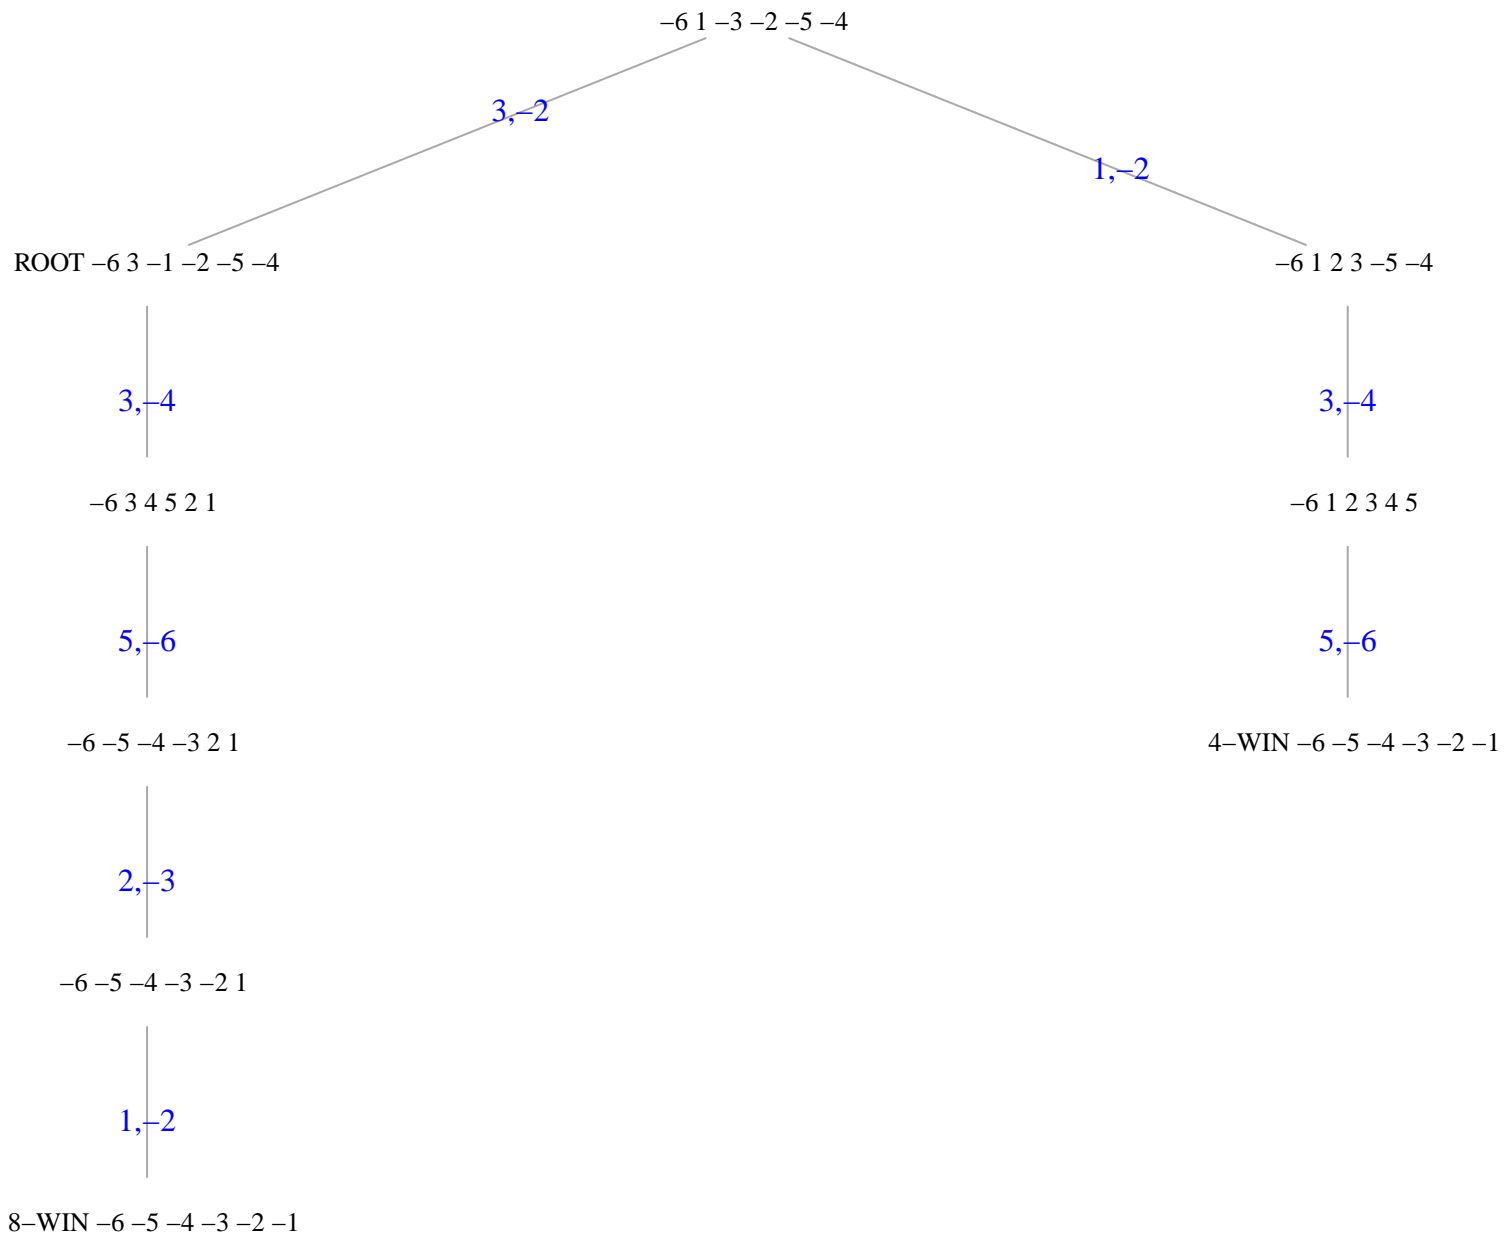 –6 1 –3 –2 –5 –4
3,–2
1,–2
ROOT –6 3 –1 –2 –5 –4
–6 1 2 3 –5 –4
3,–4
3,–4
–6 3 4 5 2 1
–6 1 2 3 4 5
5,–6
5,–6
–6 –5 –4 –3 2 1
4–WIN –6 –5 –4 –3 –2 –1
2,–3
–6 –5 –4 –3 –2 1
1,–2
8–WIN –6 –5 –4 –3 –2 –1